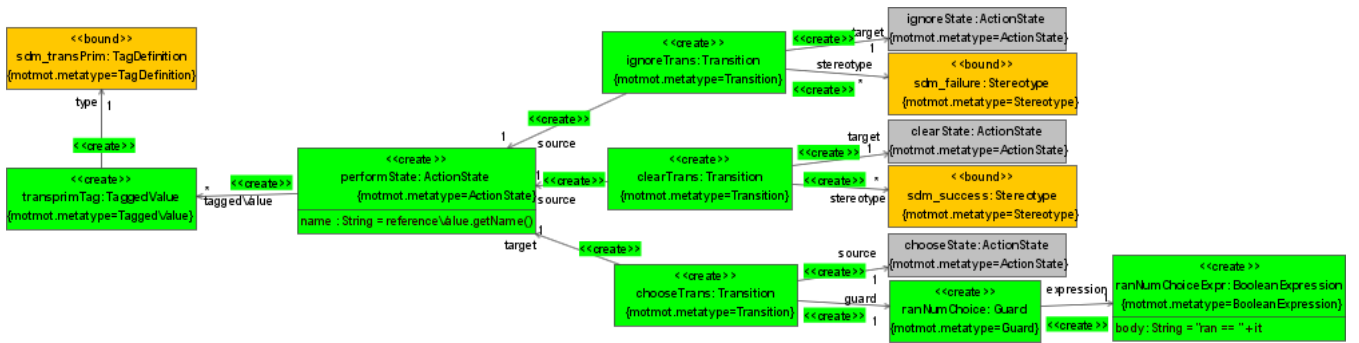 <<bound>>
sdm_transPrim: TagDefinition
{motmot.metatype=TagDefinition}
type
1
<<create>>
<<create>>
transprimTag: TaggedValue
{motmot.metatype=TaggedValue}
*
<<create>>
taggedValue
<<create>>
performState: ActionState
{motmot.metatype=ActionState}
name : String = referenceValue.getName()
<<create>>
ignoreTrans: Transition
{motmot.metatype=Transition}
<<create>>
1
source
<<create>>
target
1
stereotype
<<create>>
*
ignoreState: ActionState
{motmot.metatype=ActionState}
<<bound>>
sdm_failure: Stereotype
{motmot.metatype=Stereotype}
1
<<create>>
source
<<create>>
clearTrans: Transition
{motmot.metatype=Transition}
target
<<create>>
1
<<create>>
*
stereotype
clearState: ActionState
{motmot.metatype=ActionState}
<<bound>>
sdm_success: Stereotype
{motmot.metatype=Stereotype}
1
target
<<create>>
<<create>>
chooseTrans: Transition
{motmot.metatype=Transition}
source
<<create>>
1
guard
<<create>>
1
chooseState: ActionState
{motmot.metatype=ActionState}
<<create>>
ranNumChoice: Guard
{motmot.metatype=Guard}
expression
1
<<create>>
<<create>>
ranNumChoiceExpr: BooleanExpression
{motmot.metatype=BooleanExpression}
body: String = "ran == "+it